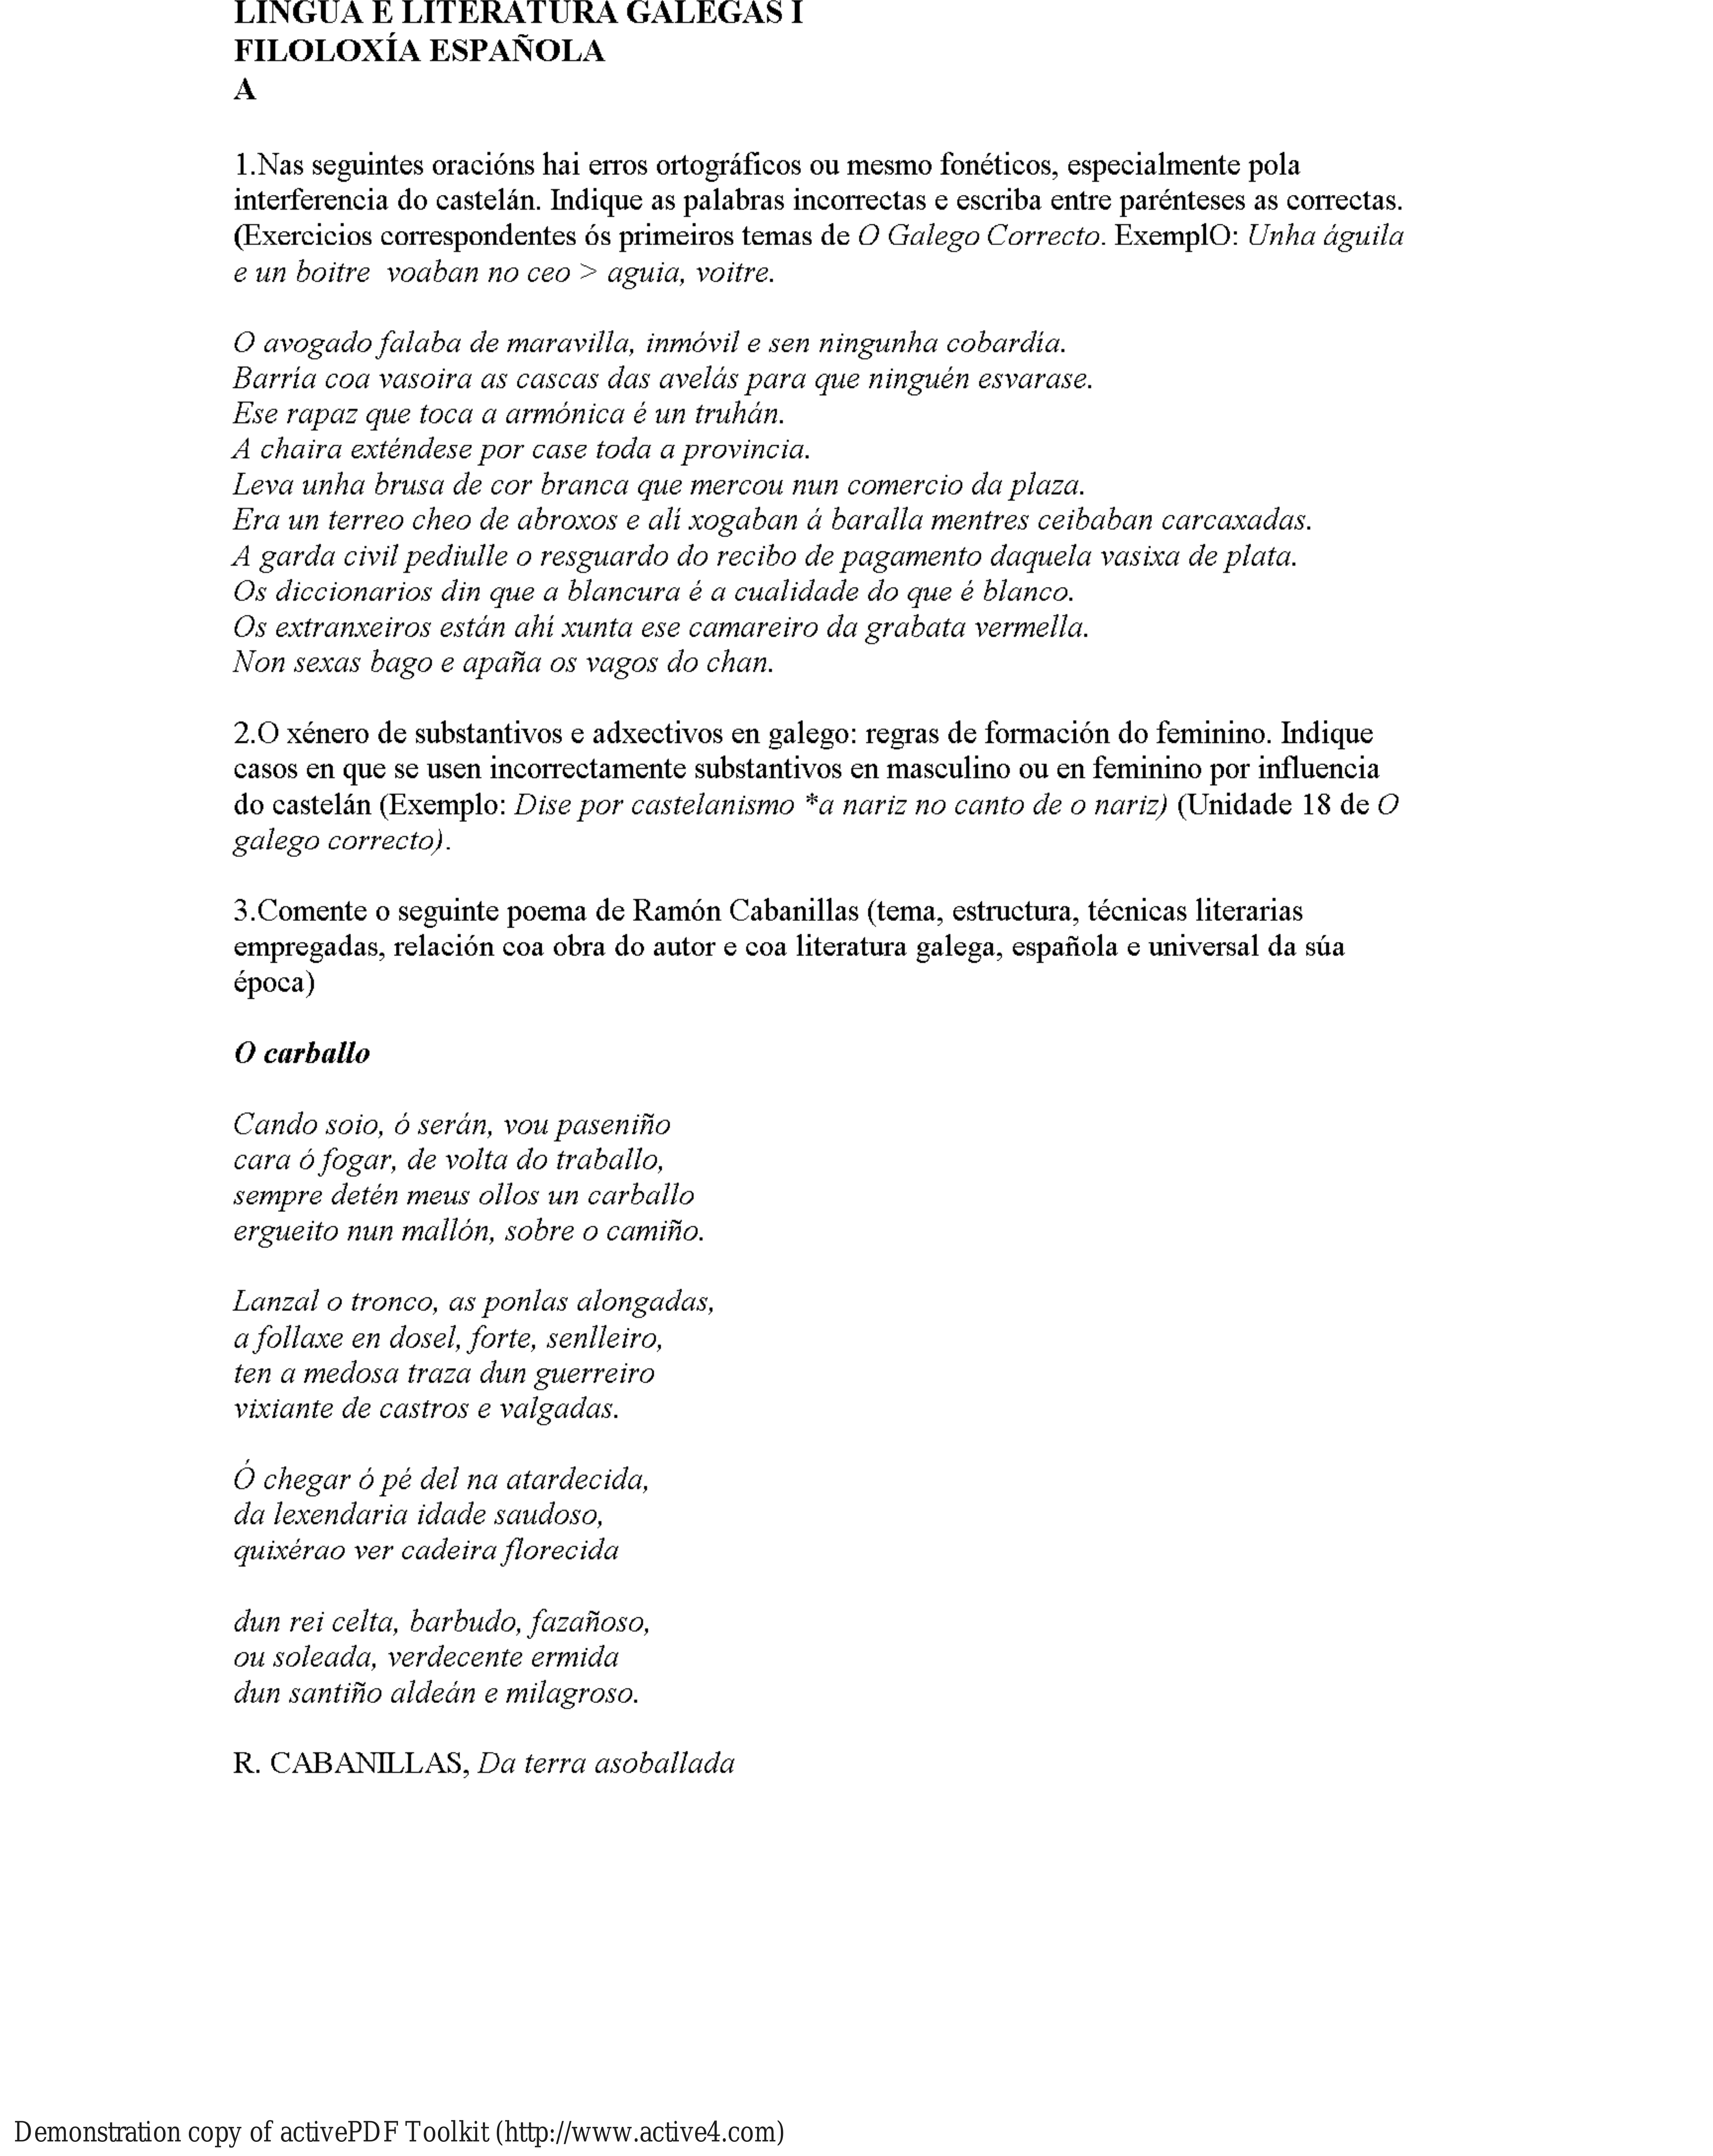 LINGUA E LITERATURA GALEGAS I
FILOLOXÍA ESPAÑOLA
A
1.Nas seguintes oracións hai erros ortográficos ou mesmo fonéticos, especialmente pola
interferencia do castelán. Indique as palabras incorrectas e escriba entre parénteses as correctas.
(Exercicios correspondentes ós primeiros temas de O Galego Correcto. ExemplO: Unha águila
e un boitre  voaban no ceo > aguia, voitre.
O avogado falaba de maravilla, inmóvil e sen ningunha cobardía.
Barría coa vasoira as cascas das avelás para que ninguén esvarase.
Ese rapaz que toca a armónica é un truhán.
A chaira exténdese por case toda a provincia.
Leva unha brusa de cor branca que mercou nun comercio da plaza.
Era un terreo cheo de abroxos e alí xogaban á baralla mentres ceibaban carcaxadas.
A garda civil pediulle o resguardo do recibo de pagamento daquela vasixa de plata.
Os diccionarios din que a blancura é a cualidade do que é blanco.
Os extranxeiros están ahí xunta ese camareiro da grabata vermella.
Non sexas bago e apaña os vagos do chan.
2.O xénero de substantivos e adxectivos en galego: regras de formación do feminino. Indique
casos en que se usen incorrectamente substantivos en masculino ou en feminino por influencia
do castelán (Exemplo: Dise por castelanismo *a nariz no canto de o nariz) (Unidade 18 de O
galego correcto).
3.Comente o seguinte poema de Ramón Cabanillas (tema, estructura, técnicas literarias
empregadas, relación coa obra do autor e coa literatura galega, española e universal da súa
época)
O carballo
Cando soio, ó serán, vou paseniño
cara ó fogar, de volta do traballo,
sempre detén meus ollos un carballo
ergueito nun mallón, sobre o camiño.
Lanzal o tronco, as ponlas alongadas,
a follaxe en dosel, forte, senlleiro,
ten a medosa traza dun guerreiro
vixiante de castros e valgadas.
Ó chegar ó pé del na atardecida,
da lexendaria idade saudoso,
quixérao ver cadeira florecida
dun rei celta, barbudo, fazañoso,
ou soleada, verdecente ermida
dun santiño aldeán e milagroso.
R. CABANILLAS, Da terra asoballada
Demonstration copy of activePDF Toolkit (http://www.active4.com)